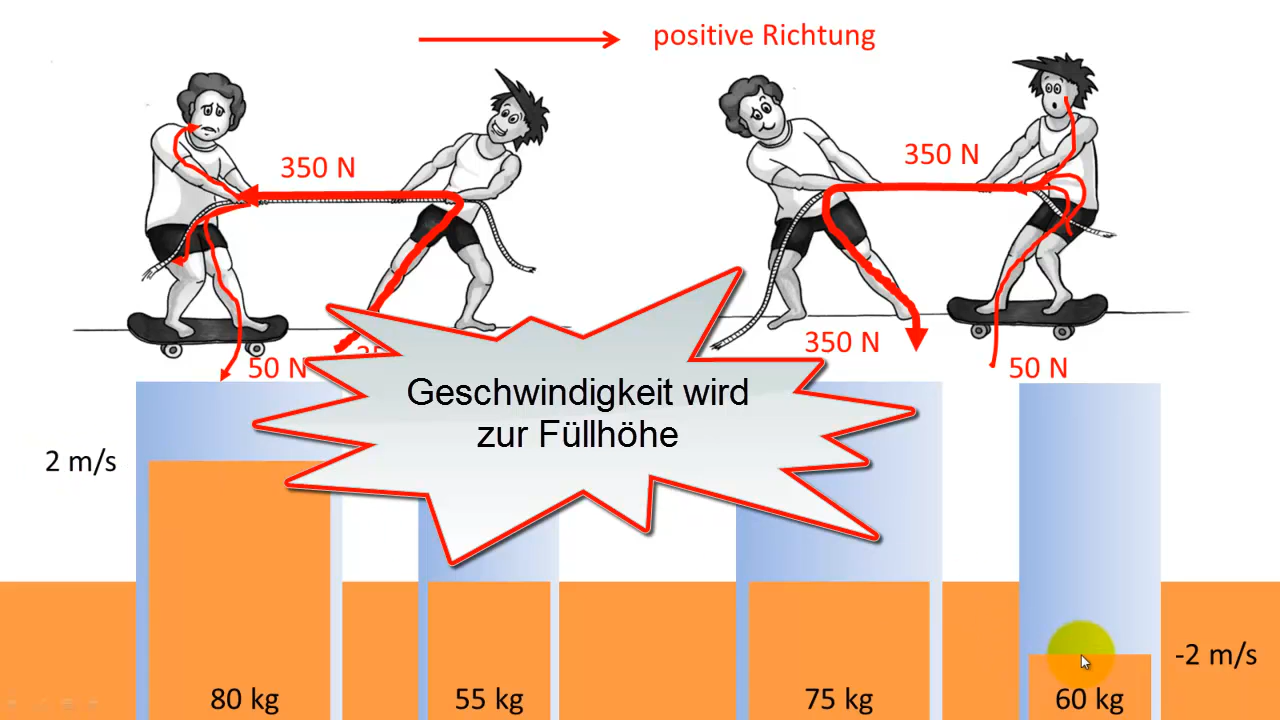 positive Richtung
350 N
350 N
50 N
350 N
50 N
Geschwindigkeit wird
zur Füllhöhe
2 m/s
-2 m/s
80 kg
55 kg
75 kg
60 kg